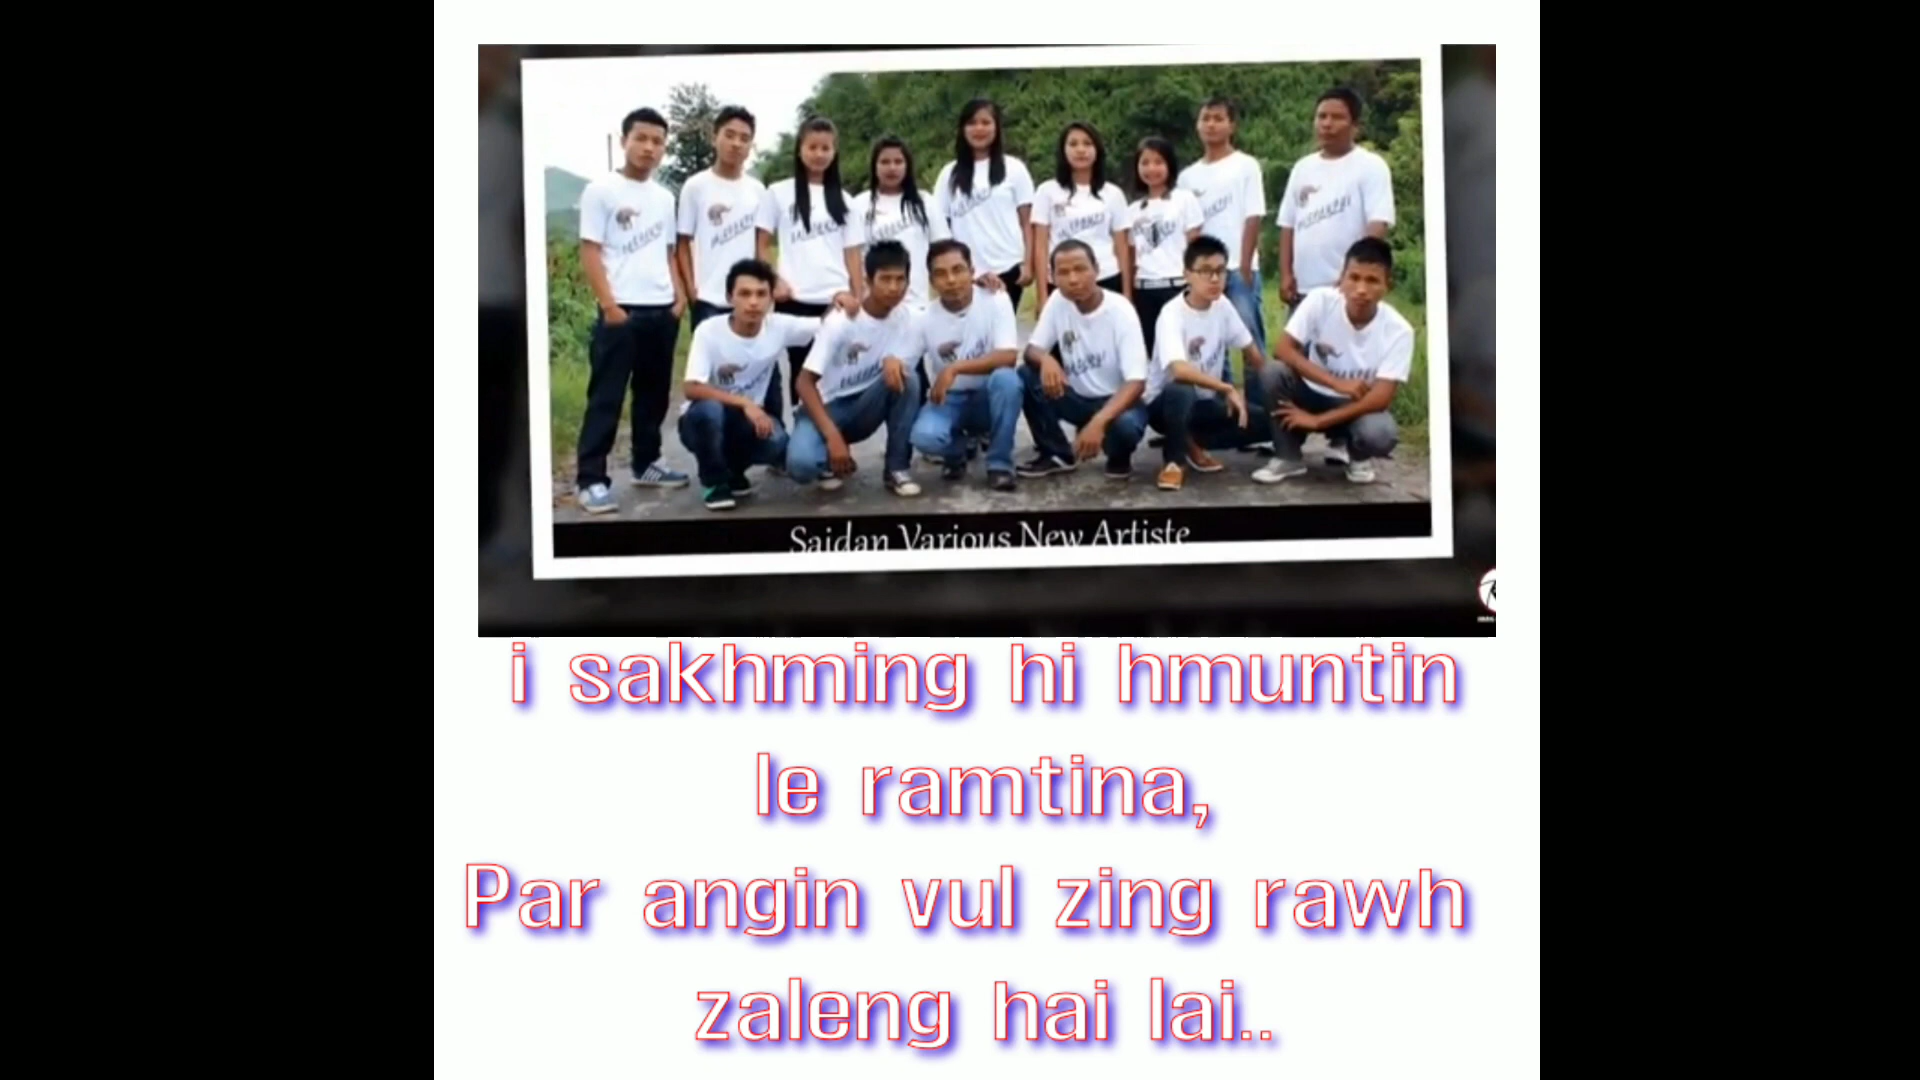 Saidan Various New Artiste
i sakhming hi hmuntin
le ramtina,
Par angin vul zing rawh
zaleng hai lai..